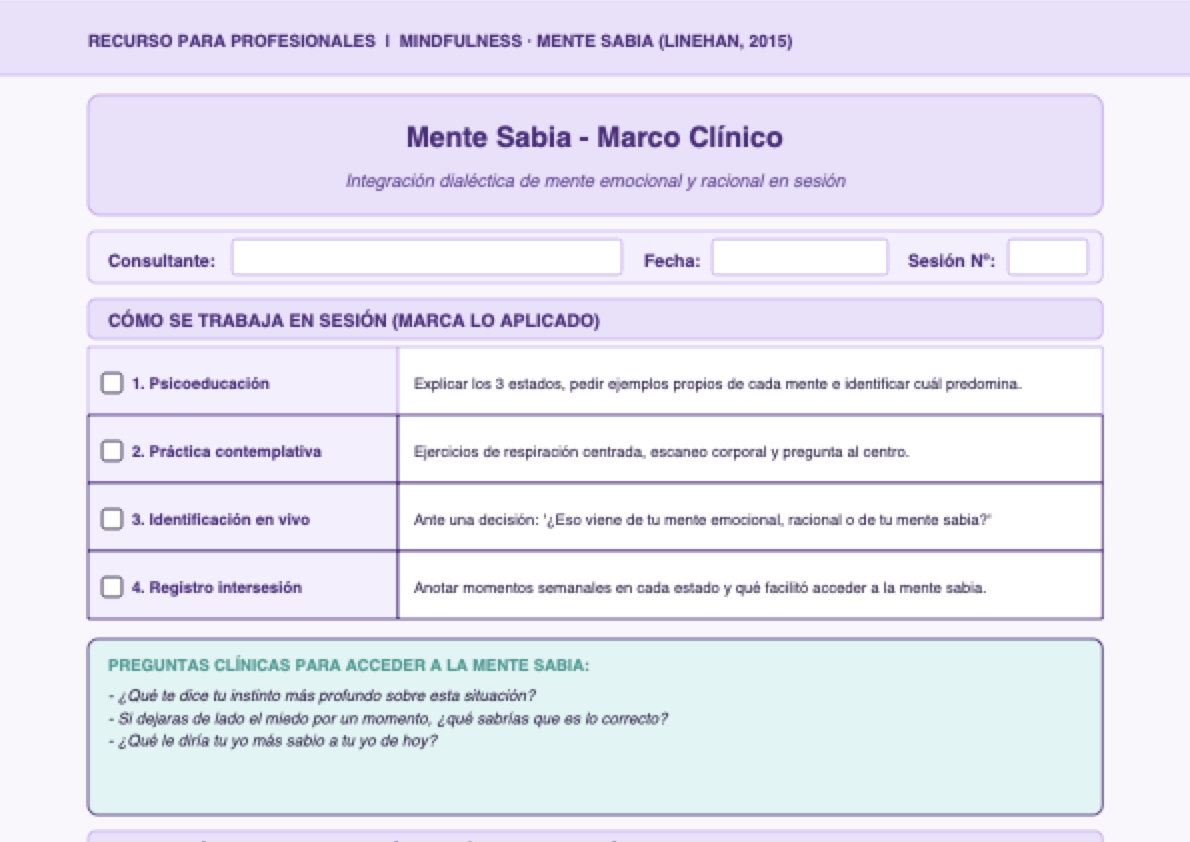 RECURSO PARA PROFESIONALES | MINDFULNESS · MENTE SABIA (LINEHAN, 2015)
Mente Sabia - Marco Clínico
Integración dialéctica de mente emocional y racional en sesión
Consultante: Fecha: Sesión Nº:
CÓMO SE TRABAJA EN SESIÓN (MARCA LO APLICADO)
1. Psicoeducación Explicar los 3 estados, pedir ejemplos propios de cada mente e identificar cuál predomina.
2. Práctica contemplativa Ejercicios de respiración centrada, escaneo corporal y pregunta al centro.
3. Identificación en vivo Ante una decisión: '¿Eso viene de tu mente emocional, racional o de tu mente sabia?'
4. Registro intersesión Anotar momentos semanales en cada estado y qué facilitó acceder a la mente sabia.
PREGUNTAS CLÍNICAS PARA ACCEDER A LA MENTE SABIA:
- ¿Qué te dice tu instinto más profundo sobre esta situación?
- Si dejaras de lado el miedo por un momento, ¿qué sabrías que es lo correcto?
- ¿Qué le diría tu yo más sabio a tu yo de hoy?